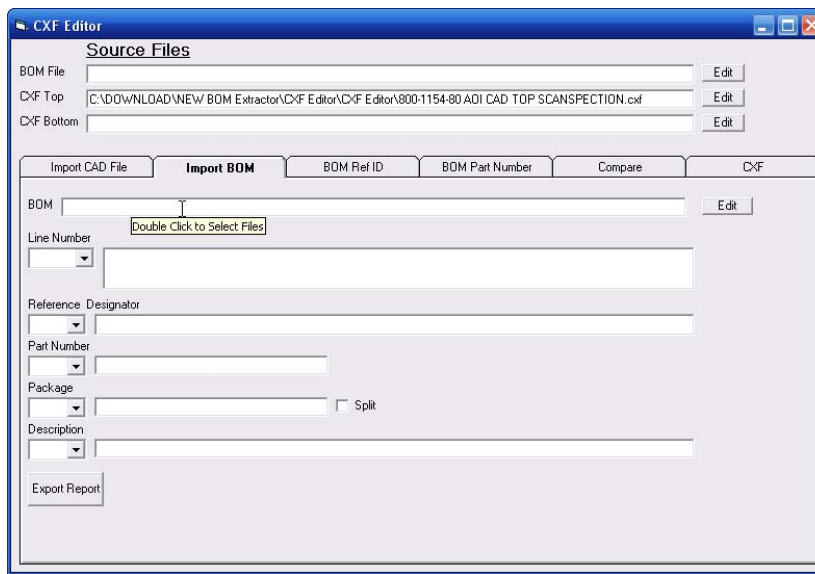 CXF Editor
Source Files
BOM File Edit
CXF Top C:\DOWNLOAD\NEW BOM Extractor\CXF Editor\CXF Editor\800-1154-80 AOI CAD TOP SCANSPECTION.cxf Edit
CXF Bottom Edit
Import CAD File Import BOM BOM Ref ID BOM Part Number Compare CXF
BOM Edit
Double Click to Select Files
Line Number
Reference Designator
Part Number
Package
Split
Description
Export Report